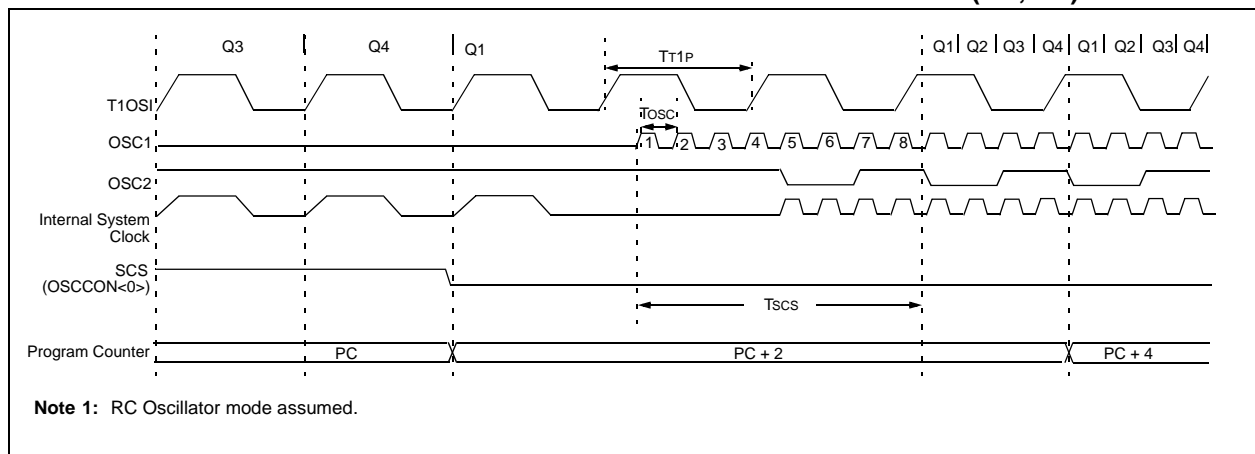 Q3 Q4 Q1 Q1 Q2 Q3 Q4 Q1 Q2 Q3 Q4
TT1P
T1OSI
TOSC
OSC1
1 2 3 4 5 6 7 8
OSC2
Internal System
Clock
SCS
(OSCCON<0>)
TSCS
Program Counter PC PC + 2 PC + 4
Note 1: RC Oscillator mode assumed.